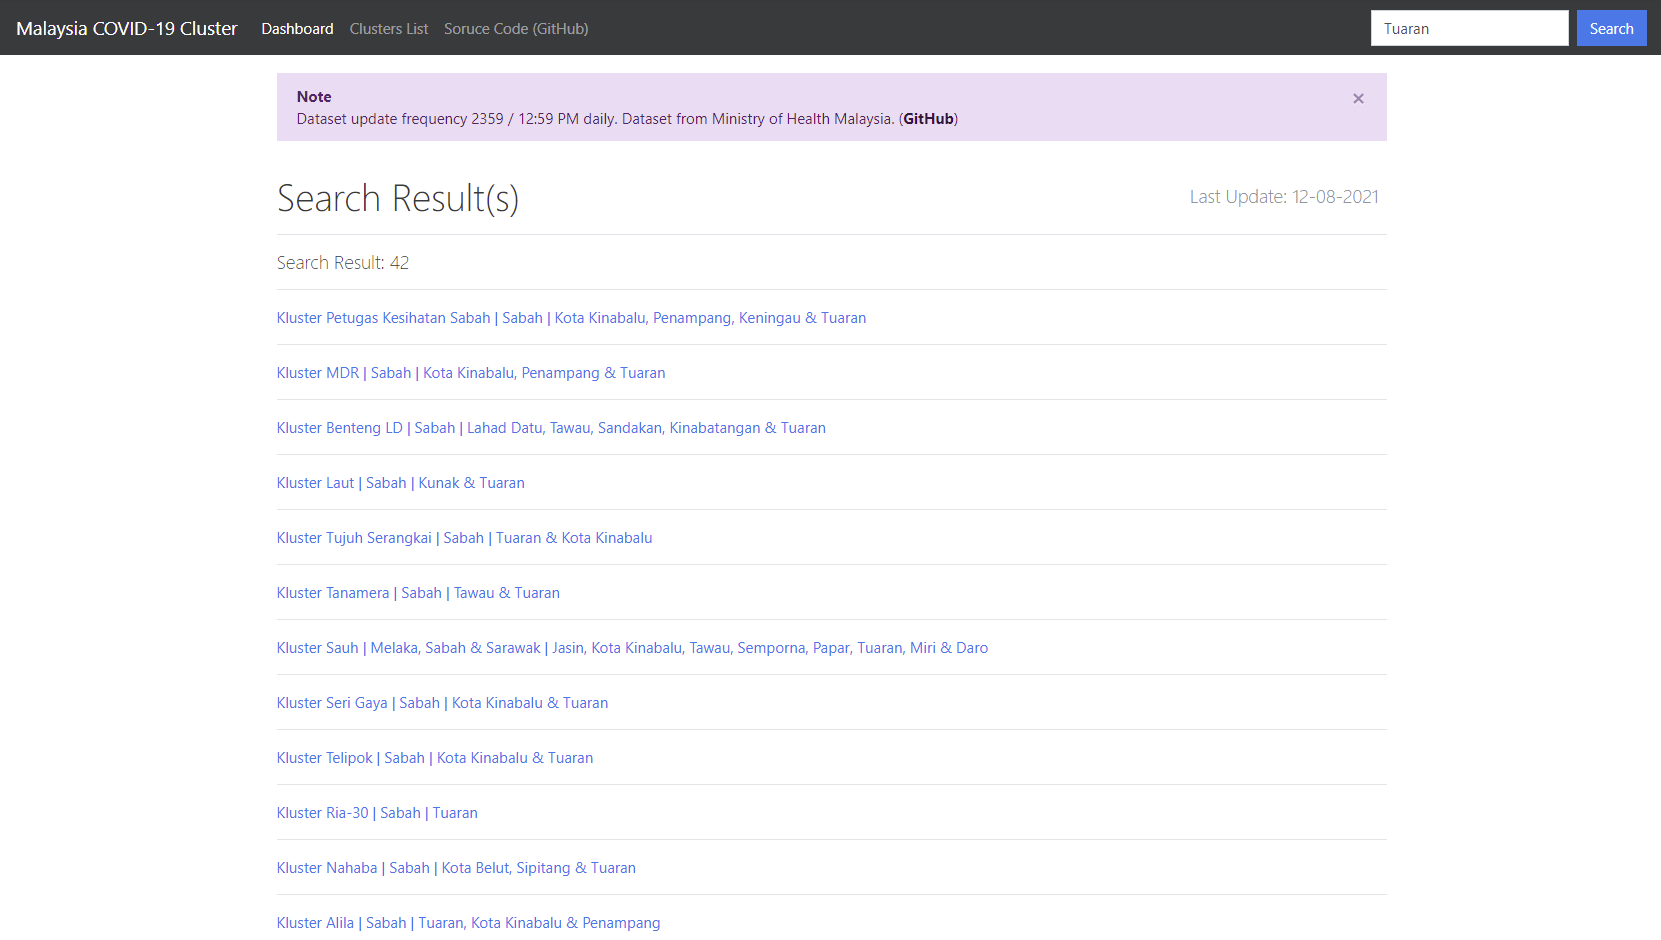 Malaysia COVID-19 Cluster Dashboard Clusters List Soruce Code (GitHub) Tuaran Search
Note ×
Dataset update frequency 2359 / 12:59 PM daily. Dataset from Ministry of Health Malaysia. (GitHub)
Search Result(s) Last Update: 12-08-2021
Search Result: 42
Kluster Petugas Kesihatan Sabah | Sabah | Kota Kinabalu, Penampang, Keningau & Tuaran
Kluster MDR | Sabah | Kota Kinabalu, Penampang & Tuaran
Kluster Benteng LD | Sabah | Lahad Datu, Tawau, Sandakan, Kinabatangan & Tuaran
Kluster Laut | Sabah | Kunak & Tuaran
Kluster Tujuh Serangkai | Sabah | Tuaran & Kota Kinabalu
Kluster Tanamera | Sabah | Tawau & Tuaran
Kluster Sauh | Melaka, Sabah & Sarawak | Jasin, Kota Kinabalu, Tawau, Semporna, Papar, Tuaran, Miri & Daro
Kluster Seri Gaya | Sabah | Kota Kinabalu & Tuaran
Kluster Telipok | Sabah | Kota Kinabalu & Tuaran
Kluster Ria-30 | Sabah | Tuaran
Kluster Nahaba | Sabah | Kota Belut, Sipitang & Tuaran
Kluster Alila | Sabah | Tuaran, Kota Kinabalu & Penampang